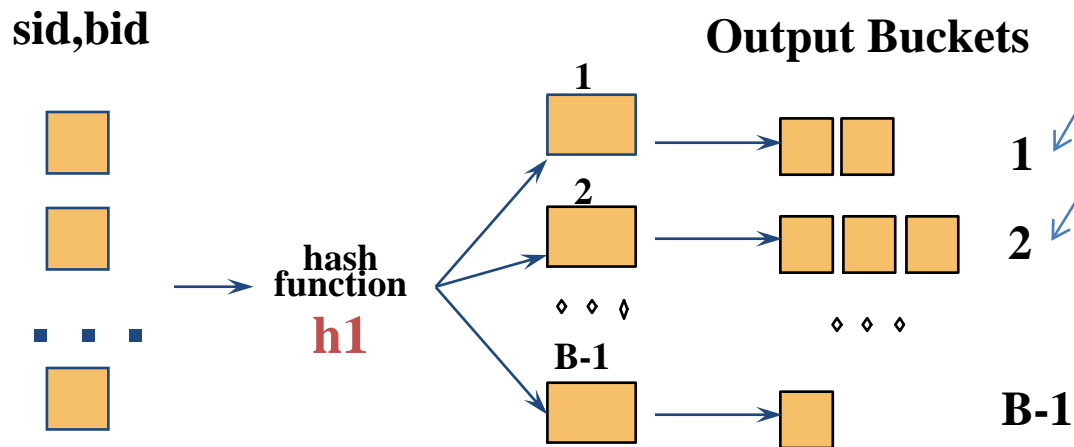 sid,bid
Output Buckets
1
1
2
2
hash
function
h1
B-1
B-1